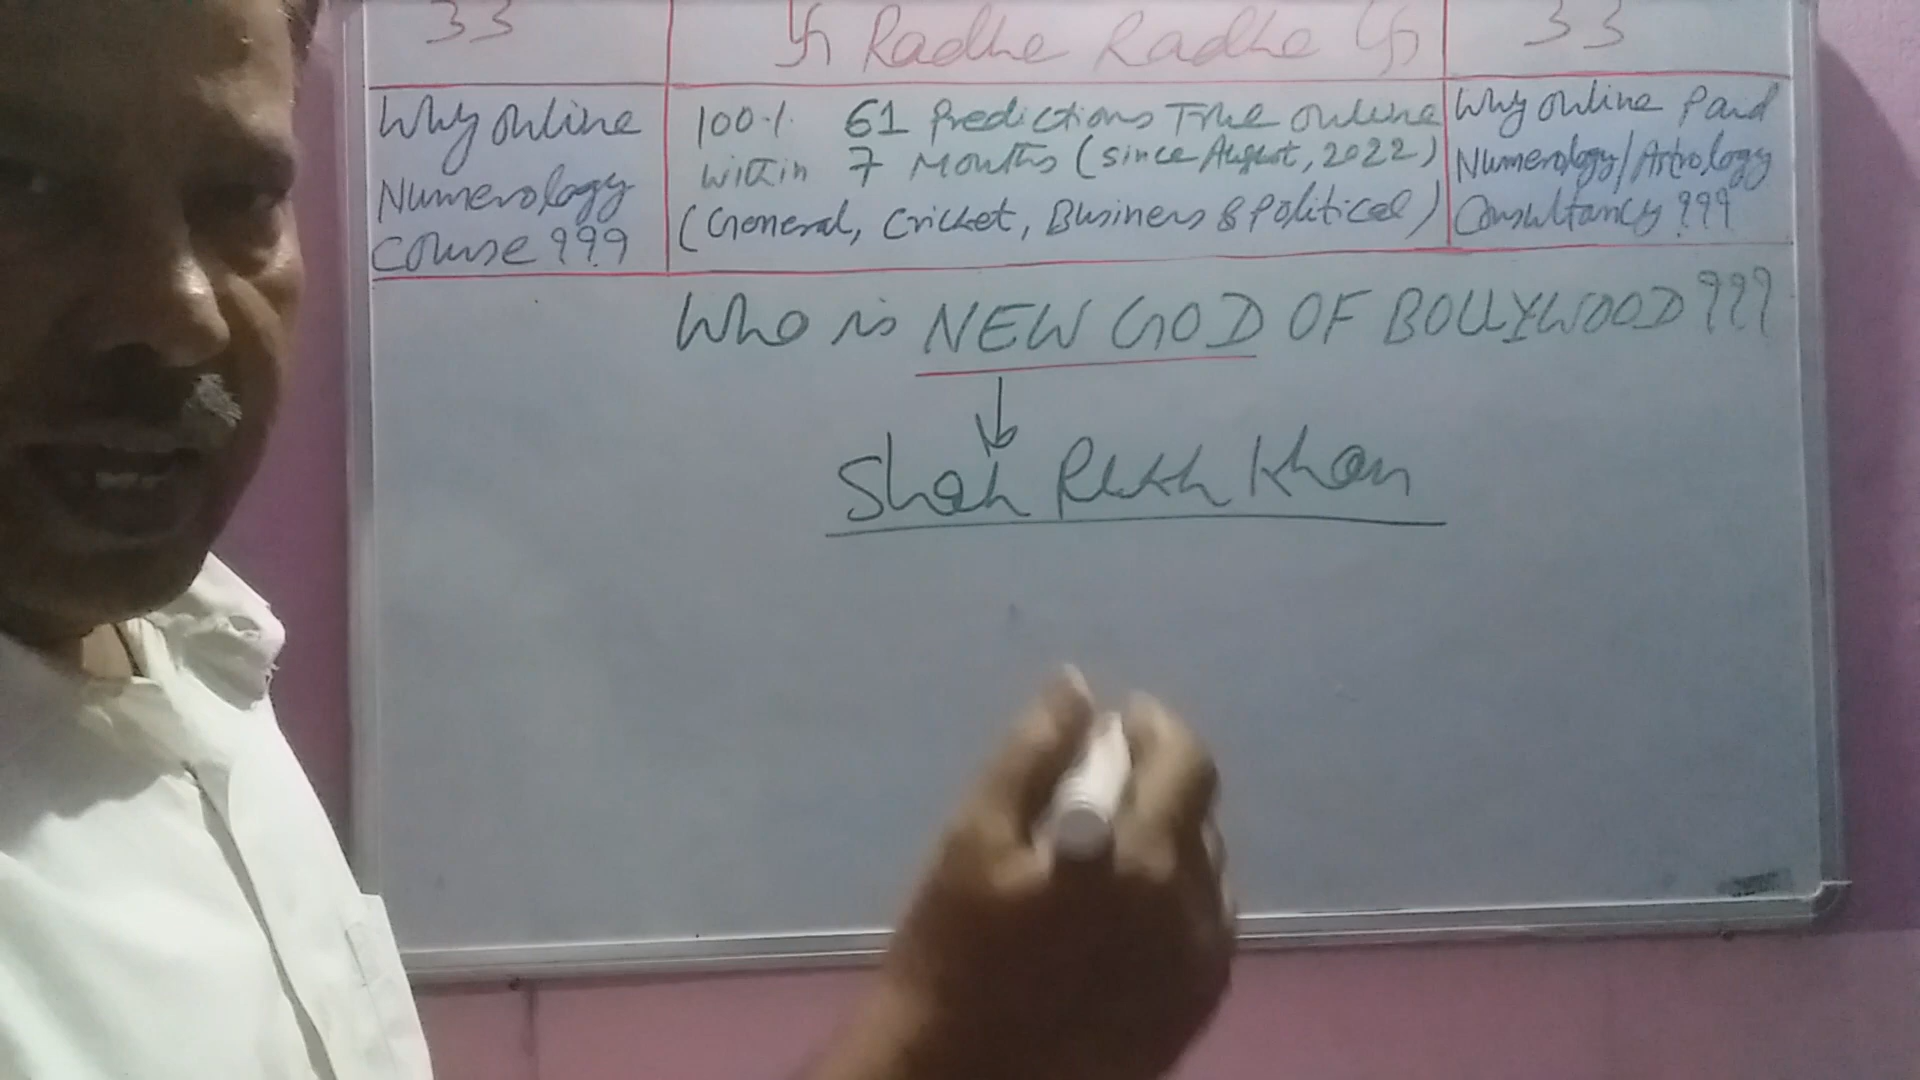 33
卐 Radhe Radhe 卐
33
Why online
Numerology
Course ???
100% 61 Predictions True online
within 7 Months (since August, 2022)
(General, Cricket, Business & Political)
Why online Paid
Numerology/Astrology
Consultancy ???
Who is NEW GOD OF BOLLYWOOD ???
Shah Rukh Khan